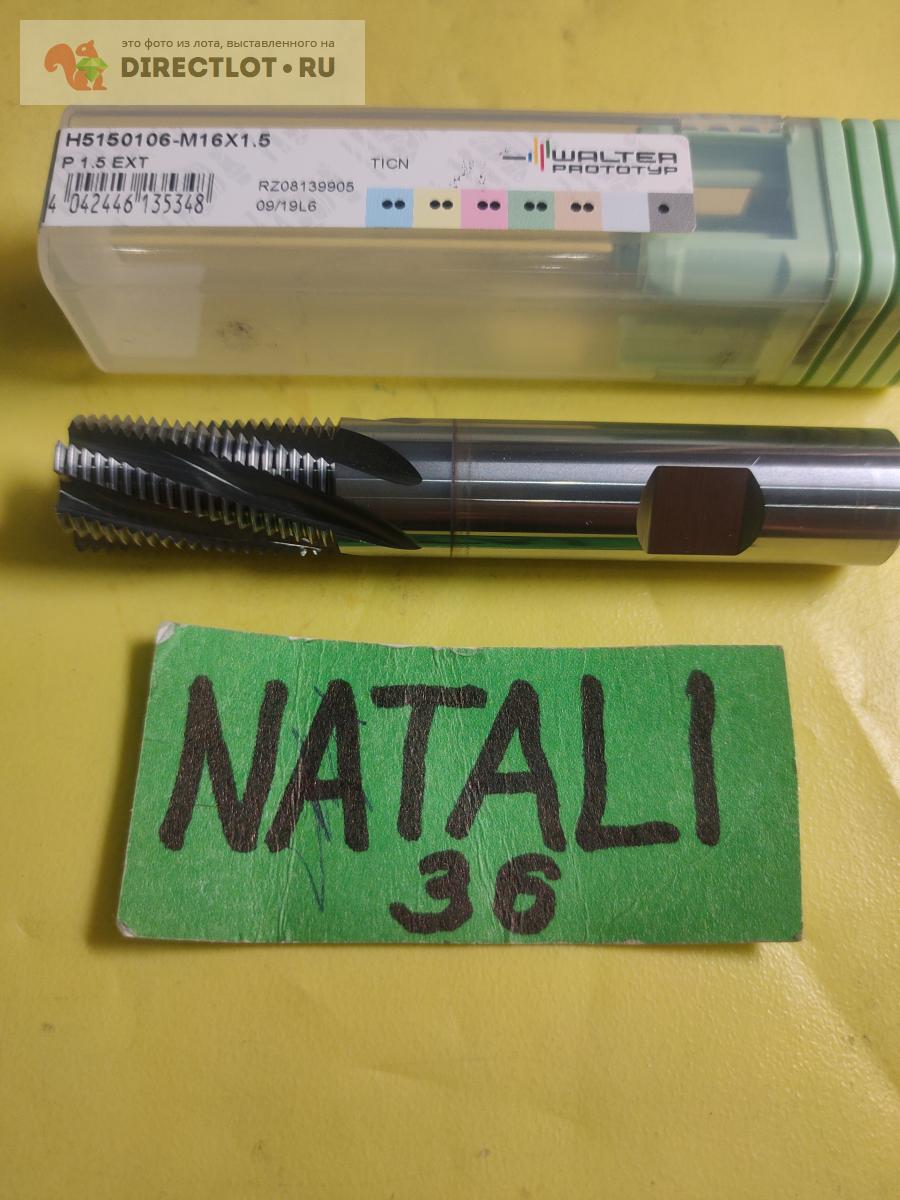 это фото из лота, выставленного на
DIRECTLOT•RU
H5150106-M16X1.5
P 1.5 EXT
TICN
WALTER
PROTOTYP
RZ08139905
4 042446 135348
09/19L6
NATALI
36